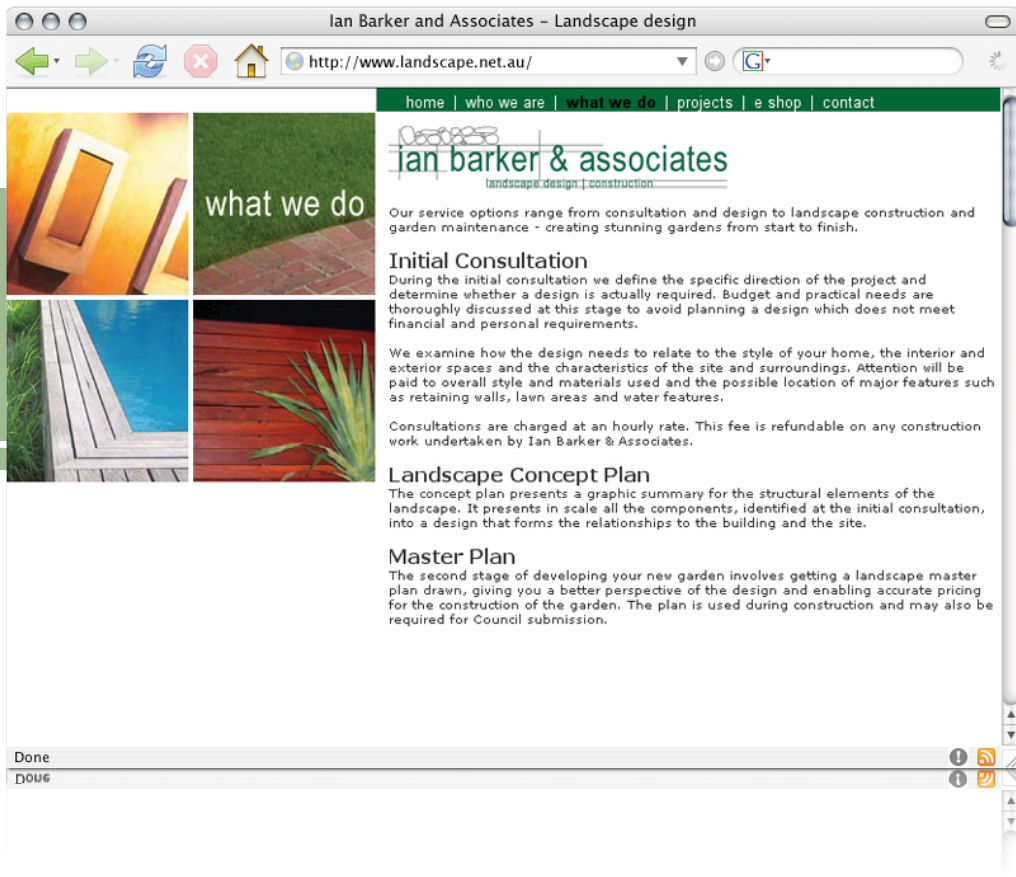 Ian Barker and Associates – Landscape design
http://www.landscape.net.au/
G
home | who we are | what we do | projects | e shop | contact
what we do
ian barker & associates
landscape design | construction
Our service options range from consultation and design to landscape construction and
garden maintenance - creating stunning gardens from start to finish.
Initial Consultation
During the initial consultation we define the specific direction of the project and
determine whether a design is actually required. Budget and practical needs are
thoroughly discussed at this stage to avoid planning a design which does not meet
financial and personal requirements.
We examine how the design needs to relate to the style of your home, the interior and
exterior spaces and the characteristics of the site and surroundings. Attention will be
paid to overall style and materials used and the possible location of major features such
as retaining walls, lawn areas and water features.
Consultations are charged at an hourly rate. This fee is refundable on any construction
work undertaken by Ian Barker & Associates.
Landscape Concept Plan
The concept plan presents a graphic summary for the structural elements of the
landscape. It presents in scale all the components, identified at the initial consultation,
into a design that forms the relationships to the building and the site.
Master Plan
The second stage of developing your new garden involves getting a landscape master
plan drawn, giving you a better perspective of the design and enabling accurate pricing
for the construction of the garden. The plan is used during construction and may also be
required for Council submission.
Done
Done